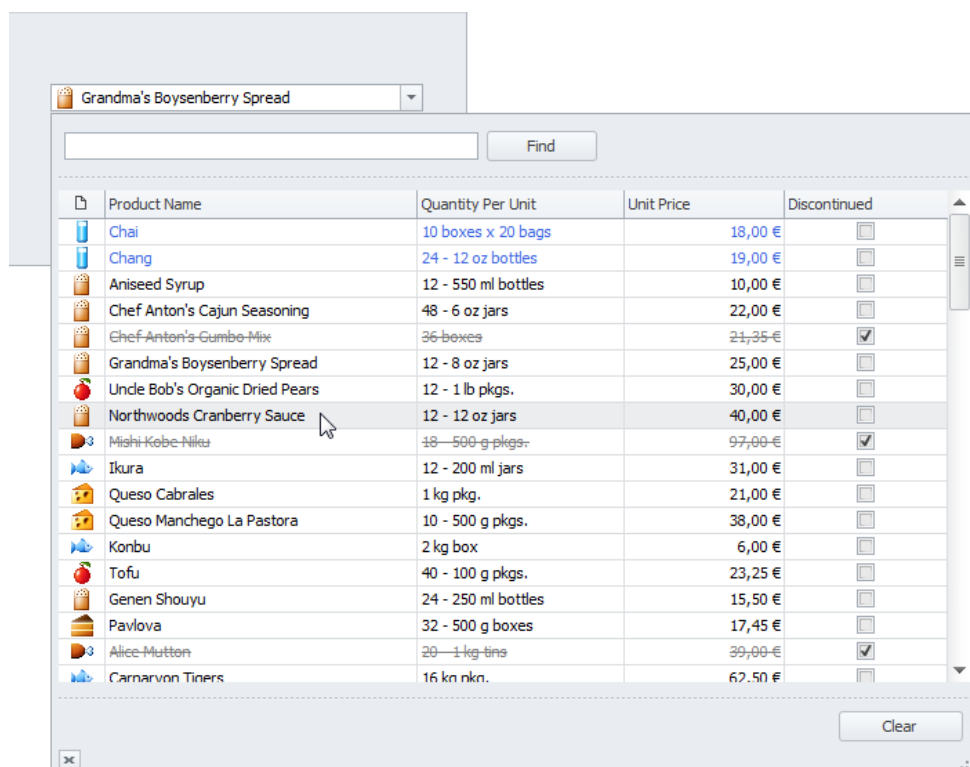 Grandma's Boysenberry Spread
Find
Product Name Quantity Per Unit Unit Price Discontinued
Chai 10 boxes x 20 bags 18,00 €
Chang 24 - 12 oz bottles 19,00 €
Aniseed Syrup 12 - 550 ml bottles 10,00 €
Chef Anton's Cajun Seasoning 48 - 6 oz jars 22,00 €
Chef Anton's Gumbo Mix 36 boxes 21,35 €
Grandma's Boysenberry Spread 12 - 8 oz jars 25,00 €
Uncle Bob's Organic Dried Pears 12 - 1 lb pkgs. 30,00 €
Northwoods Cranberry Sauce 12 - 12 oz jars 40,00 €
Mishi Kobe Niku 18 - 500 g pkgs. 97,00 €
Ikura 12 - 200 ml jars 31,00 €
Queso Cabrales 1 kg pkg. 21,00 €
Queso Manchego La Pastora 10 - 500 g pkgs. 38,00 €
Konbu 2 kg box 6,00 €
Tofu 40 - 100 g pkgs. 23,25 €
Genen Shouyu 24 - 250 ml bottles 15,50 €
Pavlova 32 - 500 g boxes 17,45 €
Alice Mutton 20 - 1 kg tins 39,00 €
Carnarvon Tigers 16 kg pkg. 62,50 €
Clear